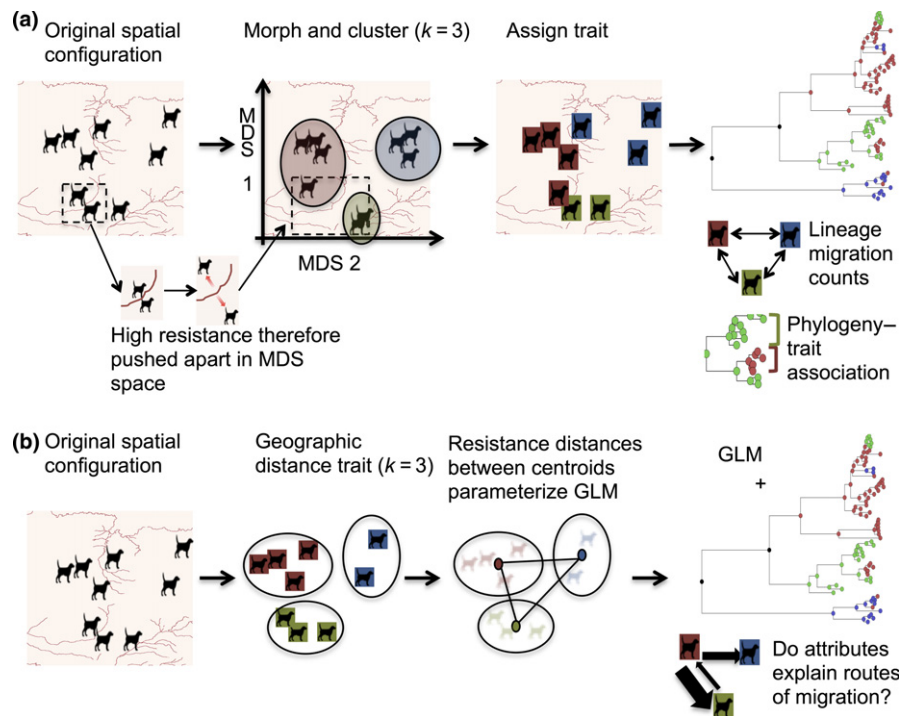 (a)
Original spatial
configuration
Morph and cluster (k = 3)
Assign trait
M
D
S
1
MDS 2
High resistance therefore
pushed apart in MDS
space
Lineage
migration
counts
Phylogeny–
trait
association
(b)
Original spatial
configuration
Geographic
distance trait (k = 3)
Resistance distances
between centroids
parameterize GLM
GLM
+
Do attributes
explain routes
of migration?